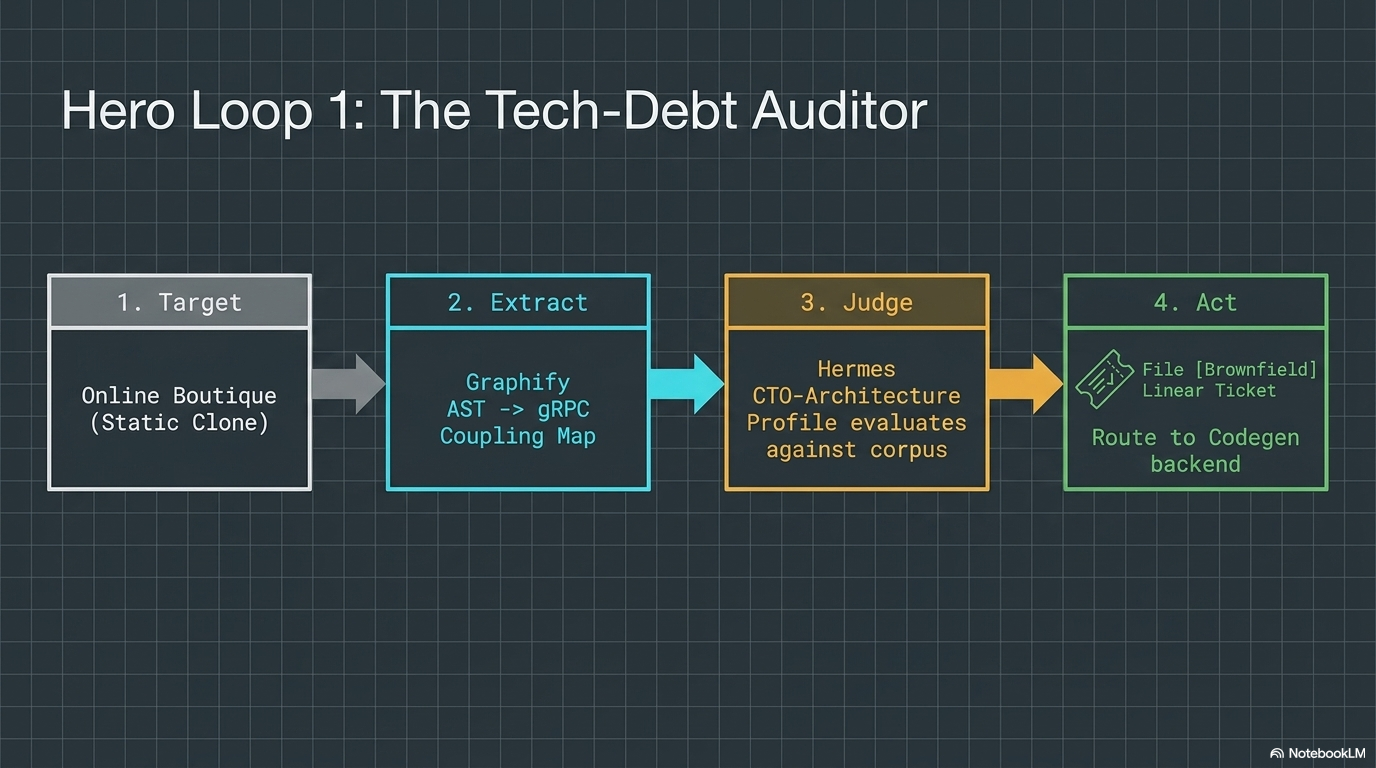 Hero Loop 1: The Tech-Debt Auditor
1. Target
Online Boutique
(Static Clone)
2. Extract
Graphify
AST -> gRPC
Coupling Map
3. Judge
Hermes
CTO-Architecture
Profile evaluates
against corpus
4. Act
File [Brownfield]
Linear Ticket
Route to Codegen
backend
NotebookLM